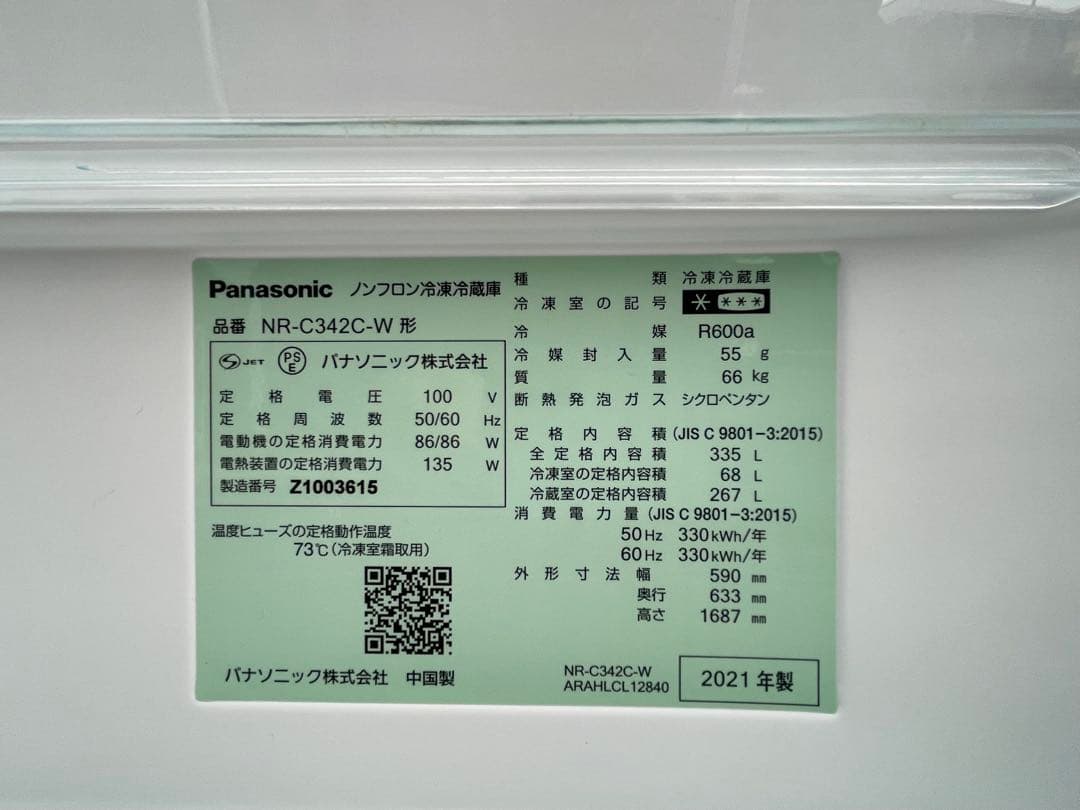 Panasonic ノンフロン冷凍冷蔵庫
品番 NR-C342C-W 形
S JET PS E パナソニック株式会社
定格電圧 100 V
定格周波数 50/60 Hz
電動機の定格消費電力 86/86 W
電熱装置の定格消費電力 135 W
製造番号 Z1003615
温度ヒューズの定格動作温度
73℃(冷凍室霜取用)
パナソニック株式会社 中国製
種類 冷凍冷蔵庫
冷凍室の記号 * ***
冷媒 R600a
冷媒封入量 55 g
質量 66 kg
断熱発泡ガス シクロペンタン
定格内容積 (JIS C 9801-3:2015)
全定格内容積 335 L
冷凍室の定格内容積 68 L
冷蔵室の定格内容積 267 L
消費電力量 (JIS C 9801-3:2015)
50Hz 330kWh/年
60Hz 330kWh/年
外形寸法幅 590 mm
奥行 633 mm
高さ 1687 mm
NR-C342C-W
ARAHLCL12840
2021 年製